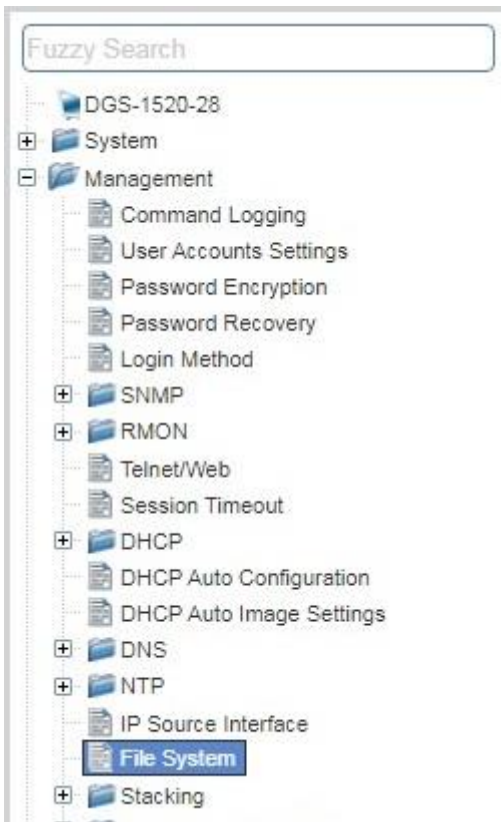 Fuzzy Search
DGS-1520-28
System
Management
Command Logging
User Accounts Settings
Password Encryption
Password Recovery
Login Method
SNMP
RMON
Telnet/Web
Session Timeout
DHCP
DHCP Auto Configuration
DHCP Auto Image Settings
DNS
NTP
IP Source Interface
File System
Stacking